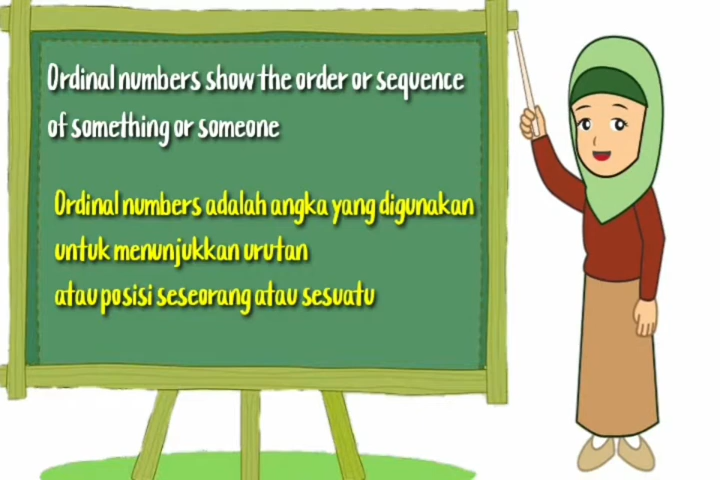 Ordinal numbers show the order or sequence
of something or someone
Ordinal numbers adalah angka yang digunakan
untuk menunjukkan urutan
atau posisi seseorang atau sesuatu